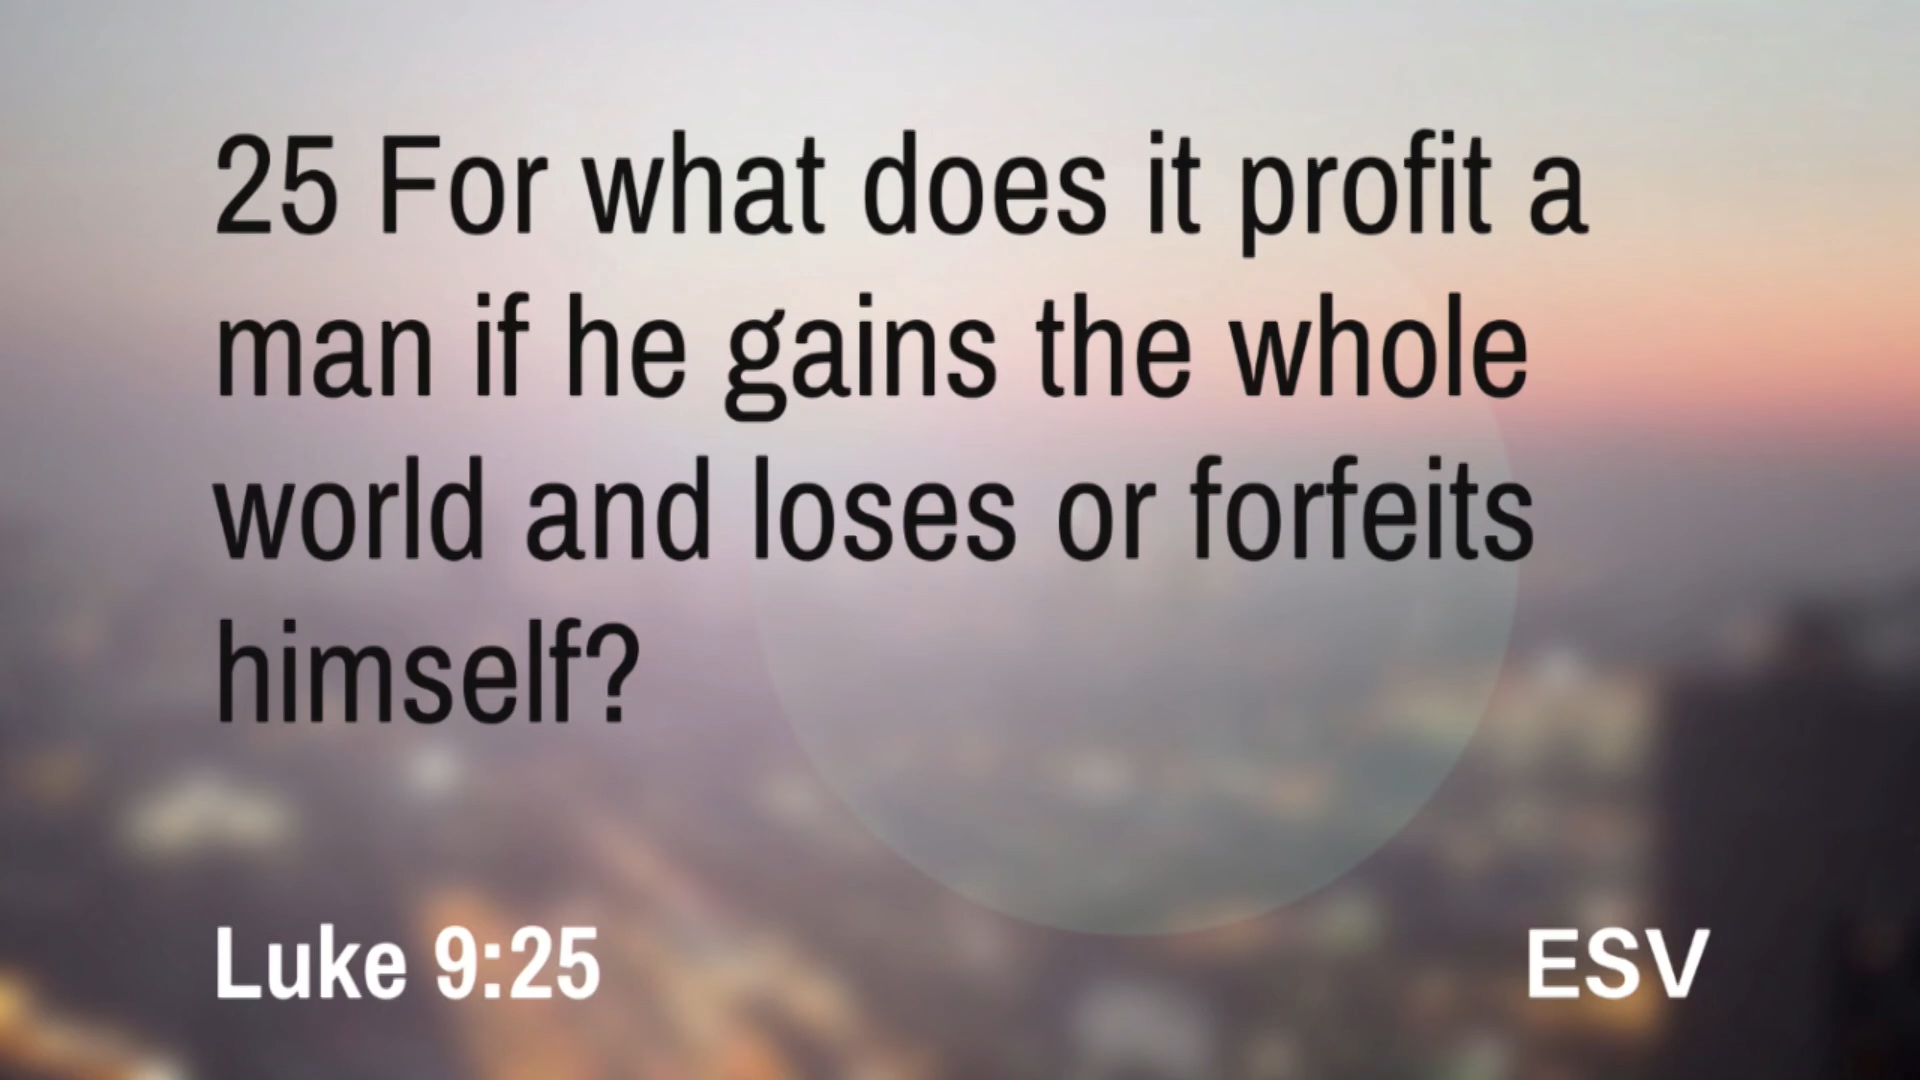 25 For what does it profit a
man if he gains the whole
world and loses or forfeits
himself?
Luke 9:25
ESV